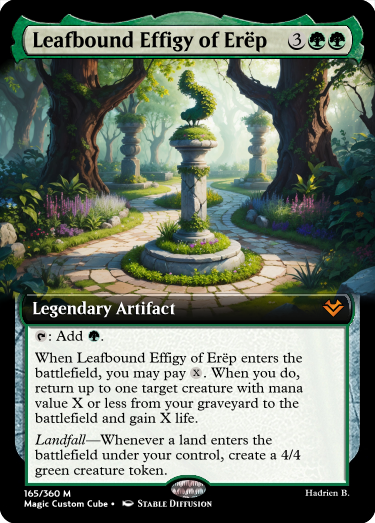 Leafbound Effigy of Erëp 3
Legendary Artifact
: Add .
When Leafbound Effigy of Erëp enters the
battlefield, you may pay X. When you do,
return up to one target creature with mana
value X or less from your graveyard to the
battlefield and gain X life.
Landfall—Whenever a land enters the
battlefield under your control, create a 4/4
green creature token.
165/360 M
Magic Custom Cube • Stable Diffusion
Hadrien B.